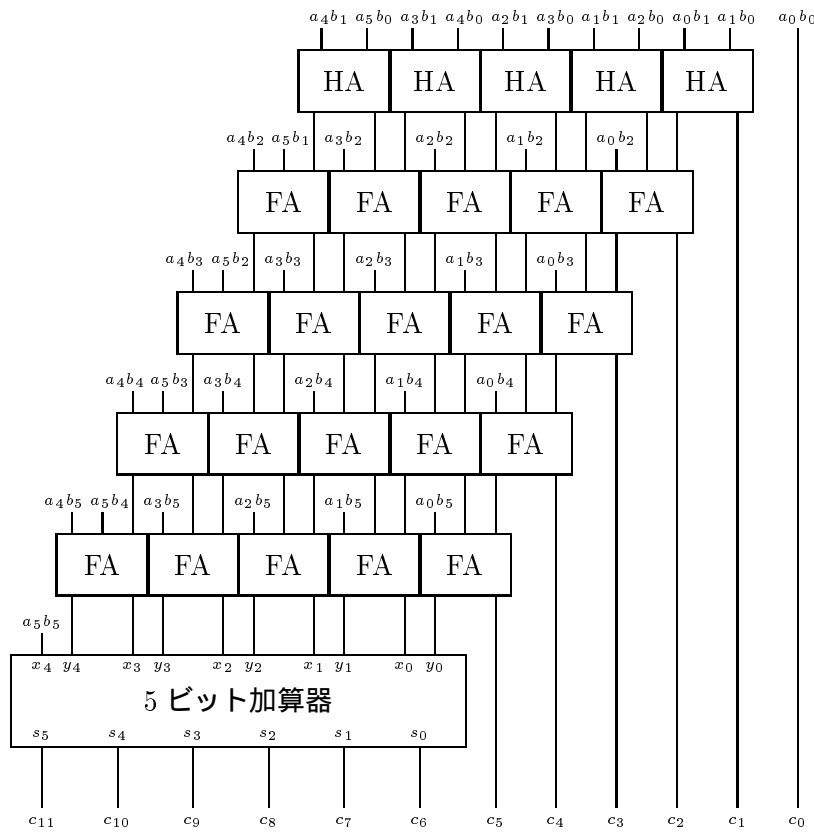 a₄b₁ a₅b₀ a₃b₁ a₄b₀ a₂b₁ a₃b₀ a₁b₁ a₂b₀ a₀b₁ a₁b₀ a₀b₀
HA HA HA HA HA
a₄b₂ a₅b₁ a₃b₂ a₂b₂ a₁b₂ a₀b₂
FA FA FA FA FA
a₄b₃ a₅b₂ a₃b₃ a₂b₃ a₁b₃ a₀b₃
FA FA FA FA FA
a₄b₄ a₅b₃ a₃b₄ a₂b₄ a₁b₄ a₀b₄
FA FA FA FA FA
a₄b₅ a₅b₄ a₃b₅ a₂b₅ a₁b₅ a₀b₅
FA FA FA FA FA
a₅b₅
x₄ y₄ x₃ y₃ x₂ y₂ x₁ y₁ x₀ y₀
5 ビット加算器
s₅ s₄ s₃ s₂ s₁ s₀
c₁₁ c₁₀ c₉ c₈ c₇ c₆ c₅ c₄ c₃ c₂ c₁ c₀